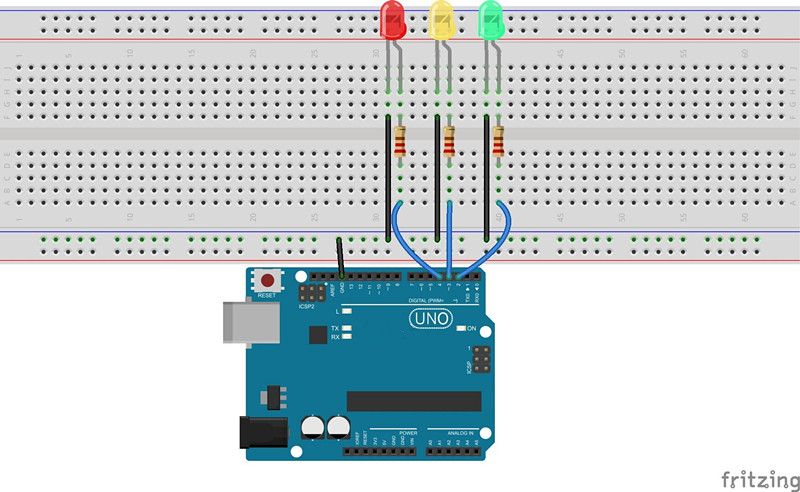 1 5 10 15 20 25 30 35 40 45 50 55 60
J
I
H
G
F
E
D
C
B
A
1 5 10 15 20 25 30 35 40 45 50 55 60
RESET
ICSP2
AREF
GND
13
12
~11
~10
~9
8
7
~6
~5
4
~3
2
TX0 ▶ 1
RX0 ◀ 0
DIGITAL (PWM~)
L
TX
RX
UNO
ON
1
ICSP
IOREF
RESET
3V3
5V
GND
GND
VIN
POWER
ANALOG IN
A0
A1
A2
A3
A4
A5
fritzing